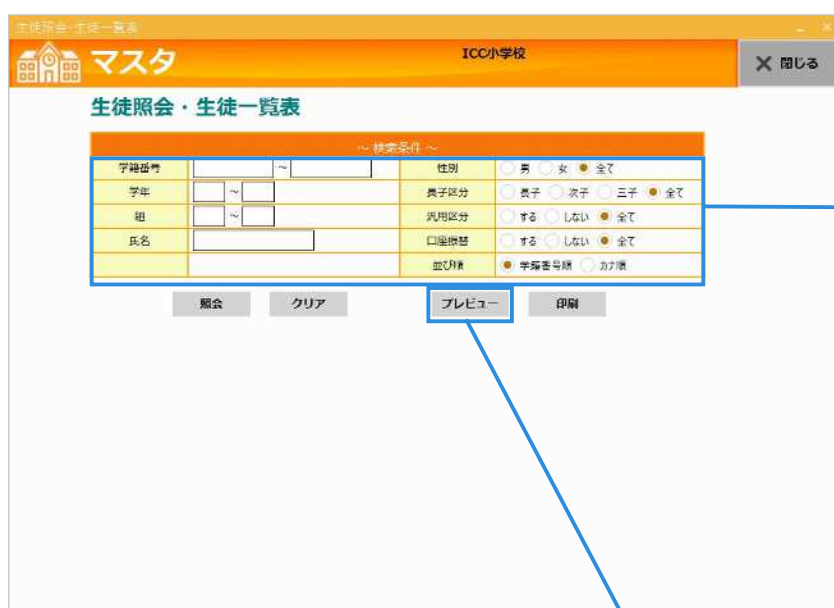 生徒照会・生徒一覧表
マスタ
ICC小学校
閉じる
生徒照会・生徒一覧表
～ 検索条件 ～
学籍番号 ～ 性別 男 女 全て
学年 ～ 長子区分 長子 次子 三子 全て
組 ～ 汎用区分 する しない 全て
氏名 口座振替 する しない 全て
並び順 学籍番号順 カナ順
照会 クリア プレビュー 印刷